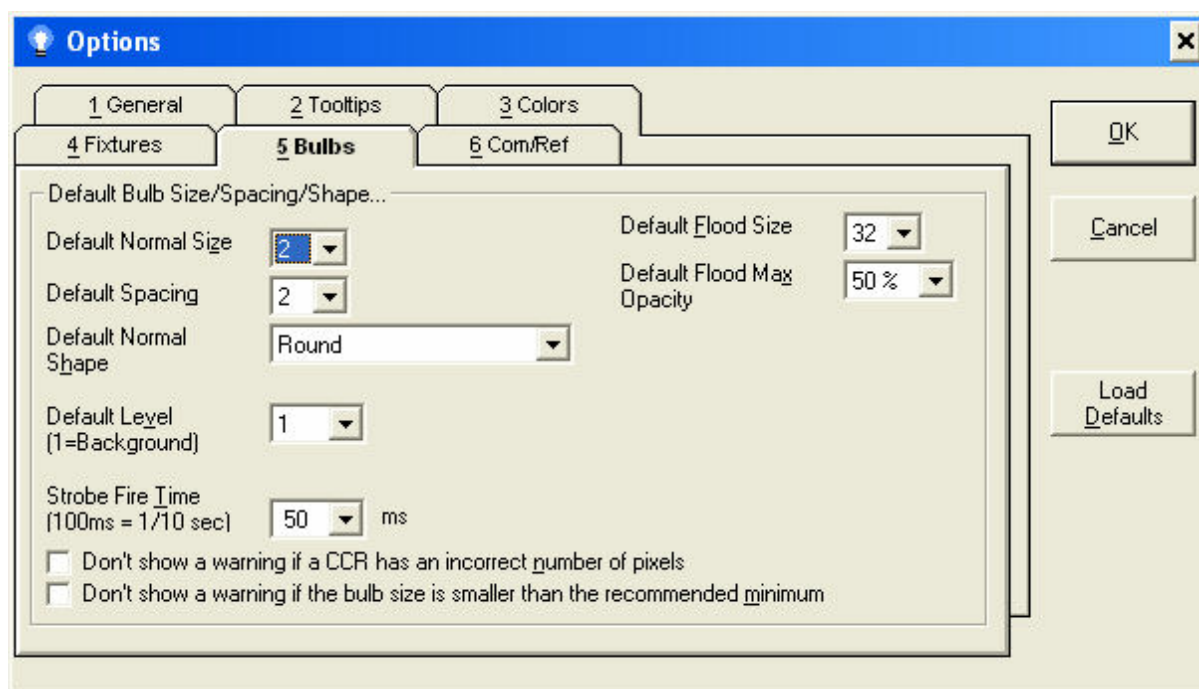 Options
1 General
2 Tooltips
3 Colors
4 Fixtures
5 Bulbs
6 Com/Ref
Default Bulb Size/Spacing/Shape...
Default Normal Size
2
Default Spacing
2
Default Normal
Shape
Round
Default Level
(1=Background)
1
Strobe Fire Time
(100ms = 1/10 sec)
50
ms
Default Flood Size
32
Default Flood Max
Opacity
50 %
Don't show a warning if a CCR has an incorrect number of pixels
Don't show a warning if the bulb size is smaller than the recommended minimum
OK
Cancel
Load
Defaults